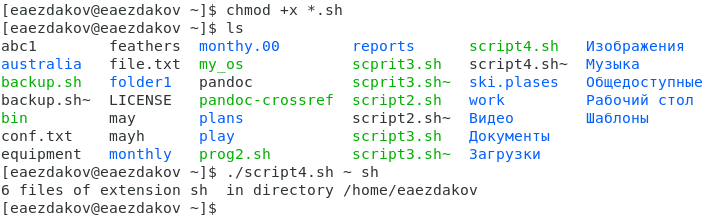 [eaezdakov@eaezdakov ~]$ chmod +x *.sh
[eaezdakov@eaezdakov ~]$ ls
abc1 feathers monthy.00 reports script4.sh Изображения
australia file.txt my_os scprit3.sh script4.sh~ Музыка
backup.sh folder1 pandoc scprit3.sh~ ski.plases Общедоступные
backup.sh~ LICENSE pandoc-crossref script2.sh work Рабочий стол
bin may plans script2.sh~ Видео Шаблоны
conf.txt mayh play script3.sh Документы
equipment monthly prog2.sh script3.sh~ Загрузки
[eaezdakov@eaezdakov ~]$ ./script4.sh ~ sh
6 files of extension sh  in directory /home/eaezdakov
[eaezdakov@eaezdakov ~]$